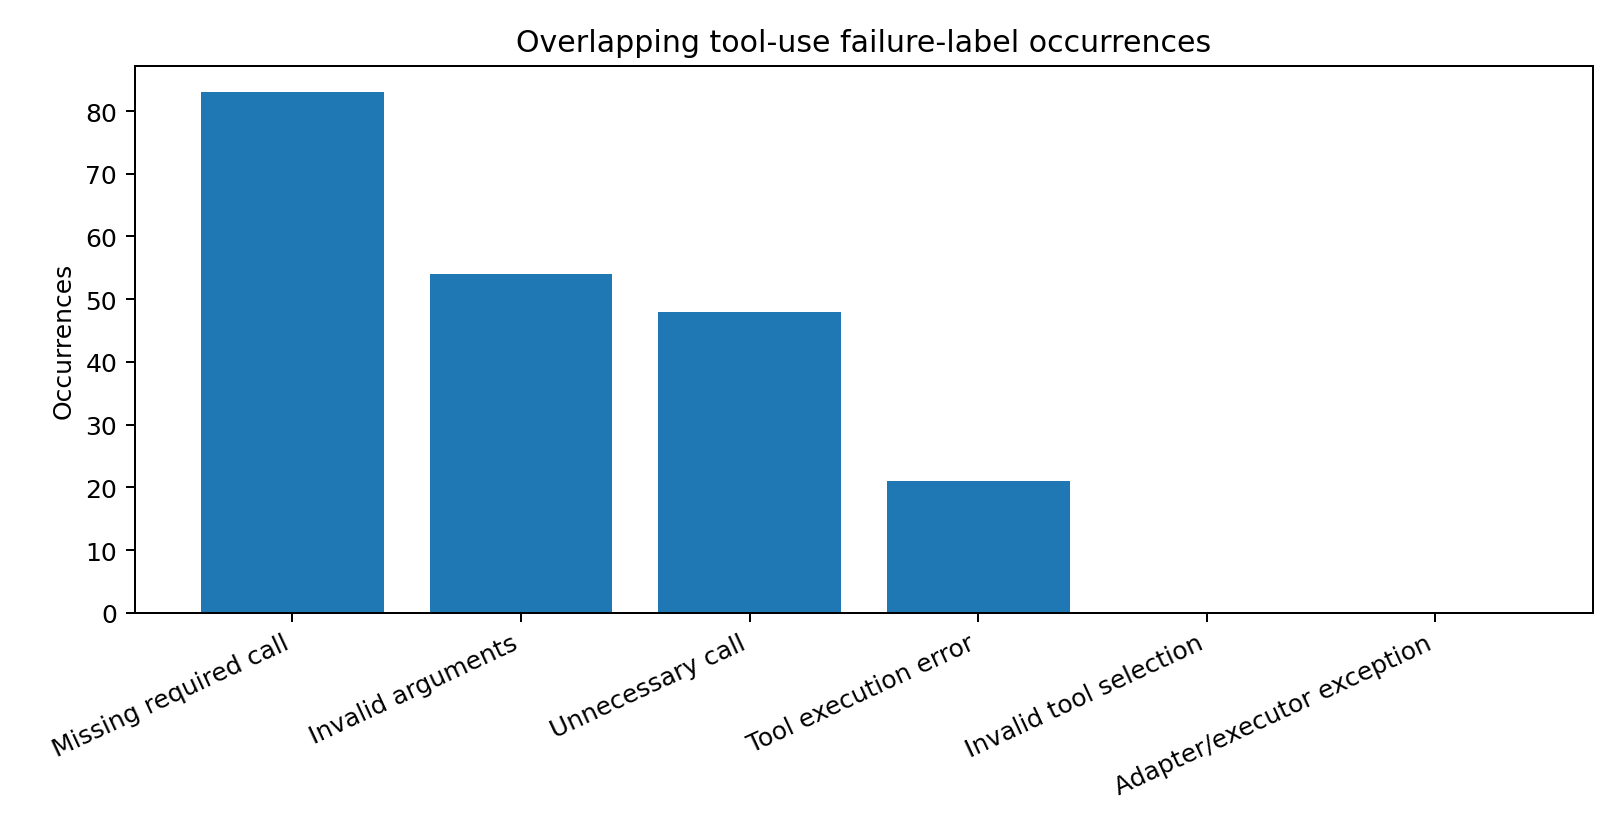 Overlapping tool-use failure-label occurrences
Occurrences
80
70
60
50
40
30
20
10
0
Missing required call
Invalid arguments
Unnecessary call
Tool execution error
Invalid tool selection
Adapter/executor exception